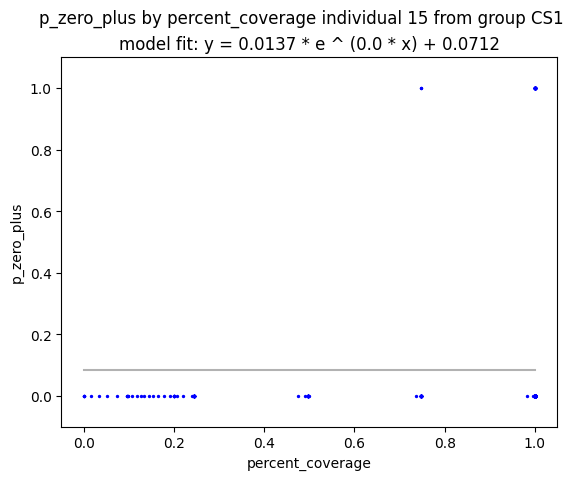 p_zero_plus by percent_coverage individual 15 from group CS1
model fit: y = 0.0137 * e ^ (0.0 * x) + 0.0712
1.0
0.8
0.6
0.4
0.2
0.0
p_zero_plus
0.0 0.2 0.4 0.6 0.8 1.0
percent_coverage